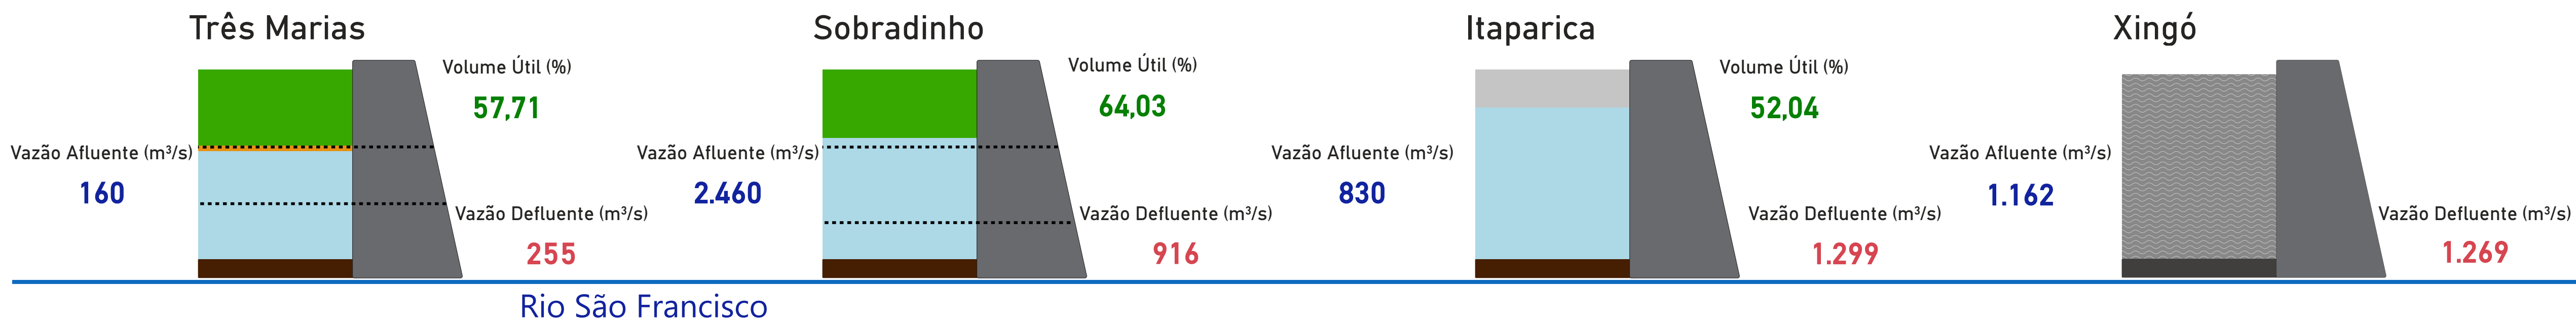 Três Marias
Volume Útil (%)
57,71
Vazão Afluente (m³/s)
160
Vazão Defluente (m³/s)
255
Sobradinho
Volume Útil (%)
64,03
Vazão Afluente (m³/s)
2.460
Vazão Defluente (m³/s)
916
Itaparica
Volume Útil (%)
52,04
Vazão Afluente (m³/s)
830
Vazão Defluente (m³/s)
1.299
Xingó
Vazão Afluente (m³/s)
1.162
Vazão Defluente (m³/s)
1.269
Rio São Francisco